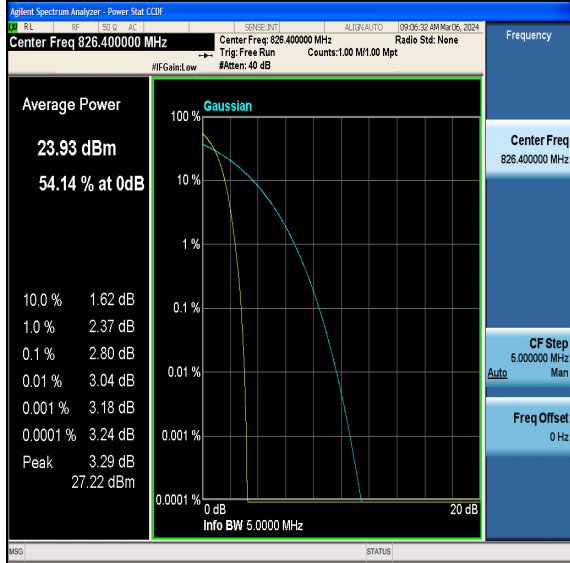 Agilent Spectrum Analyzer - Power Stat CCDF
RL RF 50 Ω AC SENSE:INT ALIGN AUTO 09:06:32 AM Mar 06, 2024
Center Freq 826.400000 MHz
Center Freq: 826.400000 MHz Radio Std: None
Trig: Free Run Counts:1.00 M/1.00 Mpt
#IFGain:Low #Atten: 40 dB
Frequency
Average Power
23.93 dBm
54.14 % at 0dB
10.0 % 1.62 dB
1.0 % 2.37 dB
0.1 % 2.80 dB
0.01 % 3.04 dB
0.001 % 3.18 dB
0.0001 % 3.24 dB
Peak 3.29 dB
27.22 dBm
Gaussian
100 %
10 %
1 %
0.1 %
0.01 %
0.001 %
0.0001 %
0 dB 20 dB
Info BW 5.0000 MHz
Center Freq
826.400000 MHz
CF Step
5.000000 MHz
Auto Man
Freq Offset
0 Hz
MSG STATUS